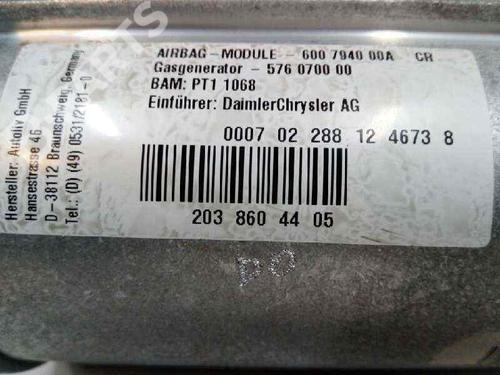 AIRBAG-MODULE - 600 7940 00A CR
Gasgenerator - 576 0700 00
BAM: PT1 1068
Einführer: DaimlerChrysler AG
0007 02 288 12 4673 8
203 860 44 05
Hersteller: Autoliv GmbH
Hansestrasse 46
D-38112 Braunschweig, Germany
Tel.: (D) (49) 0531/2181-0
DO